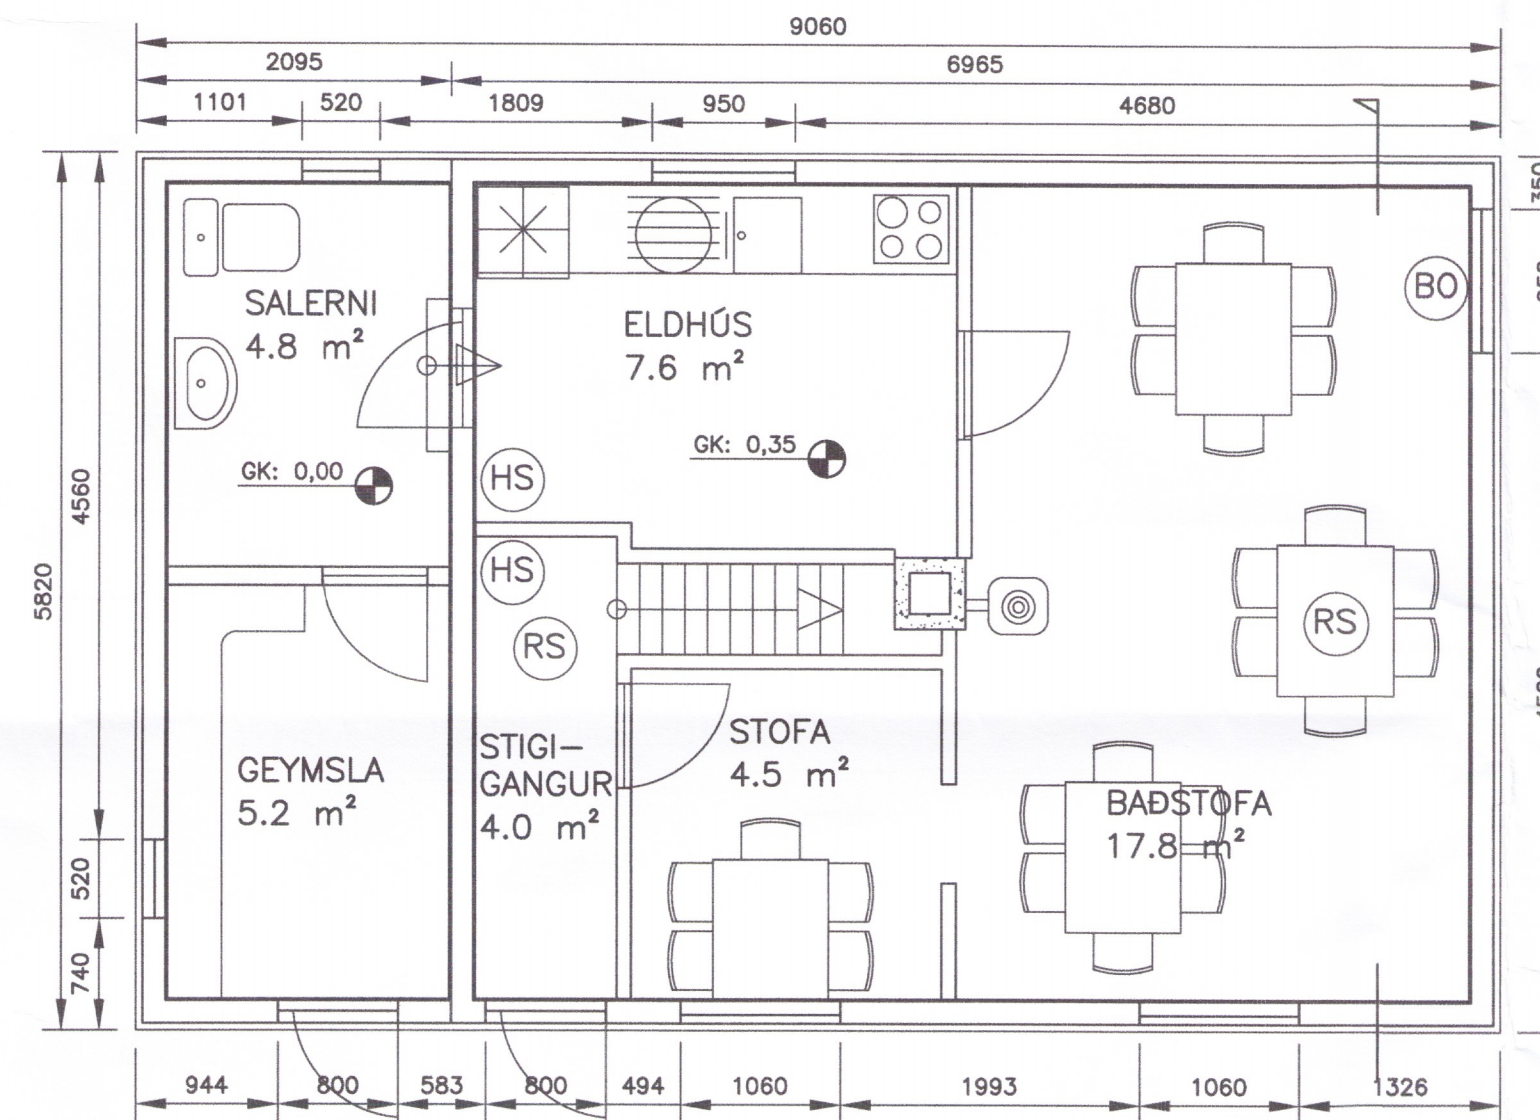 9060
2095 6965
1101 520 1809 950 4680
350
BO
SALERNI
4.8 m²
ELDHÚS
7.6 m²
GK: 0,35
GK: 0,00
HS
4560
5820
HS
RS
RS
STIGI-
GANGUR
4.0 m²
STOFA
4.5 m²
GEYMSLA
5.2 m²
BAÐSTOFA
17.8 m²
520
740
944 800 583 800 494 1060 1993 1060 1326